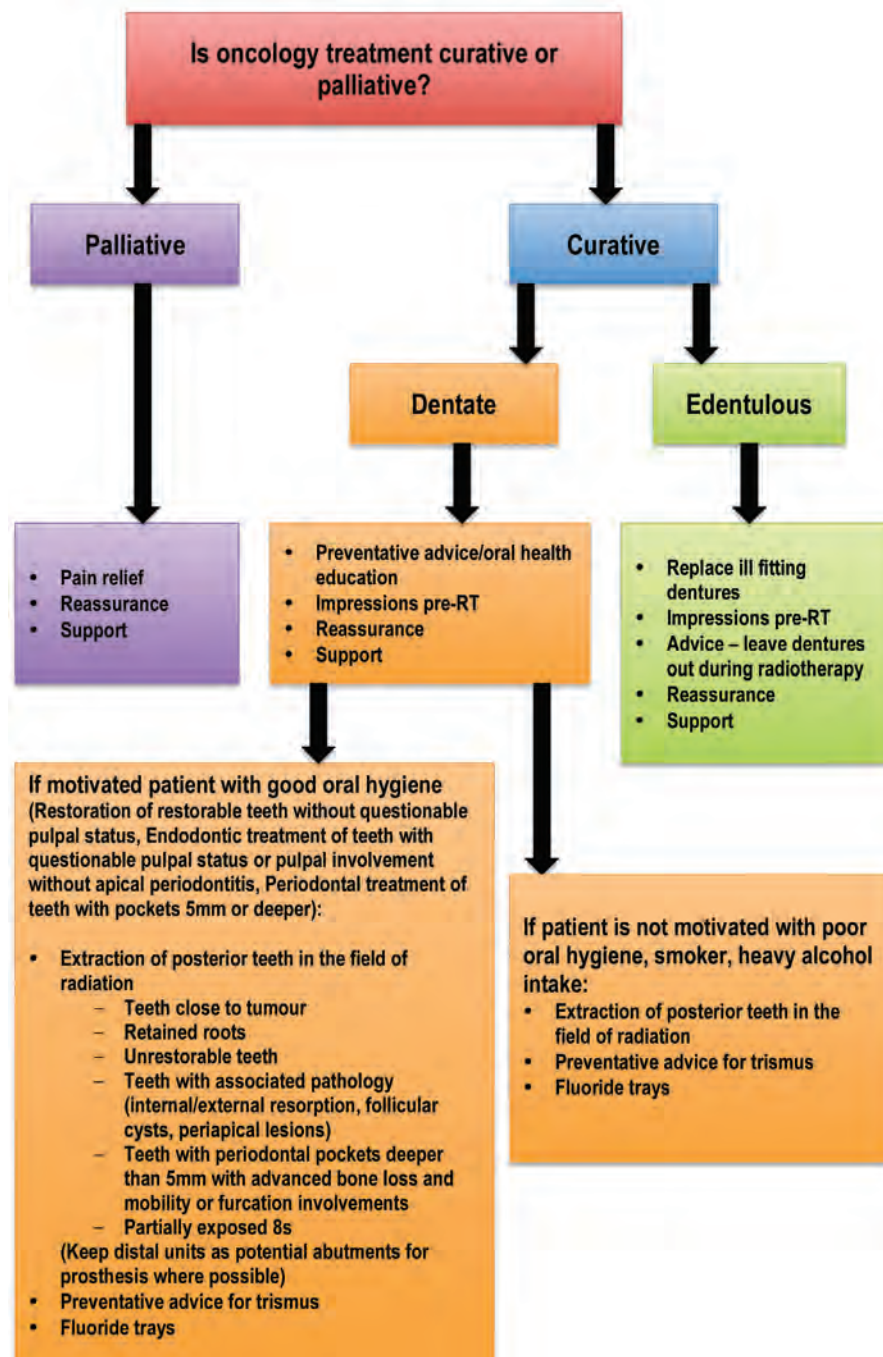 Is oncology treatment curative or
palliative?
Palliative
Curative
Dentate
Edentulous
• Pain relief
• Reassurance
• Support
• Preventative advice/oral health
education
• Impressions pre-RT
• Reassurance
• Support
• Replace ill fitting
dentures
• Impressions pre-RT
• Advice – leave dentures
out during radiotherapy
• Reassurance
• Support
If motivated patient with good oral hygiene
(Restoration of restorable teeth without questionable
pulpal status, Endodontic treatment of teeth with
questionable pulpal status or pulpal involvement
without apical periodontitis, Periodontal treatment of
teeth with pockets 5mm or deeper):
• Extraction of posterior teeth in the field of
radiation
– Teeth close to tumour
– Retained roots
– Unrestorable teeth
– Teeth with associated pathology
(internal/external resorption, follicular
cysts, periapical lesions)
– Teeth with periodontal pockets deeper
than 5mm with advanced bone loss and
mobility or furcation involvements
– Partially exposed 8s
(Keep distal units as potential abutments for
prosthesis where possible)
• Preventative advice for trismus
• Fluoride trays
If patient is not motivated with poor
oral hygiene, smoker, heavy alcohol
intake:
• Extraction of posterior teeth in the
field of radiation
• Preventative advice for trismus
• Fluoride trays